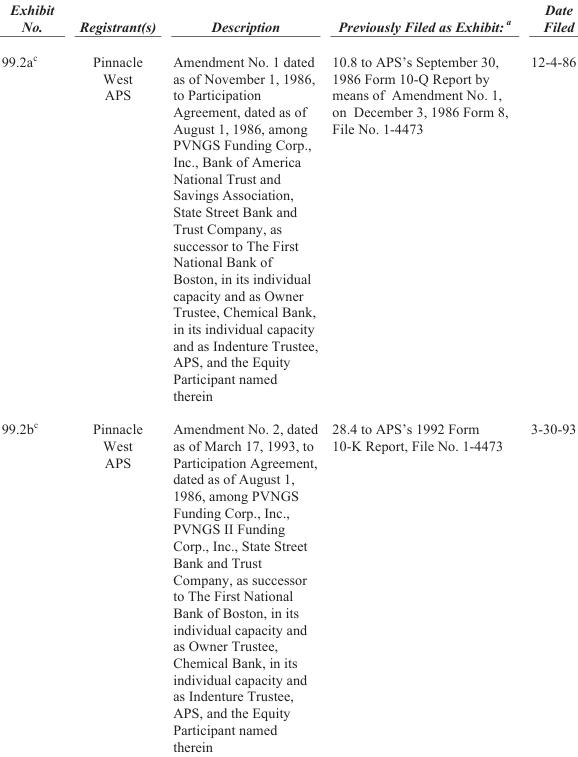 Exhibit No. Registrant(s) Description Previously Filed as Exhibit: a Date Filed
99.2ac
Pinnacle
West
APS
Amendment No. 1 dated
as of November 1, 1986,
to Participation
Agreement, dated as of
August 1, 1986, among
PVNGS Funding Corp.,
Inc., Bank of America
National Trust and
Savings Association,
State Street Bank and
Trust Company, as
successor to The First
National Bank of
Boston, in its individual
capacity and as Owner
Trustee, Chemical Bank,
in its individual capacity
and as Indenture Trustee,
APS, and the Equity
Participant named
therein
10.8 to APS’s September 30,
1986 Form 10-Q Report by
means of Amendment No. 1,
on December 3, 1986 Form 8,
File No. 1-4473
12-4-86
99.2bc
Pinnacle
West
APS
Amendment No. 2, dated
as of March 17, 1993, to
Participation Agreement,
dated as of August 1,
1986, among PVNGS
Funding Corp., Inc.,
PVNGS II Funding
Corp., Inc., State Street
Bank and Trust
Company, as successor
to The First National
Bank of Boston, in its
individual capacity and
as Owner Trustee,
Chemical Bank, in its
individual capacity and
as Indenture Trustee,
APS, and the Equity
Participant named
therein
28.4 to APS’s 1992 Form
10-K Report, File No. 1-4473
3-30-93